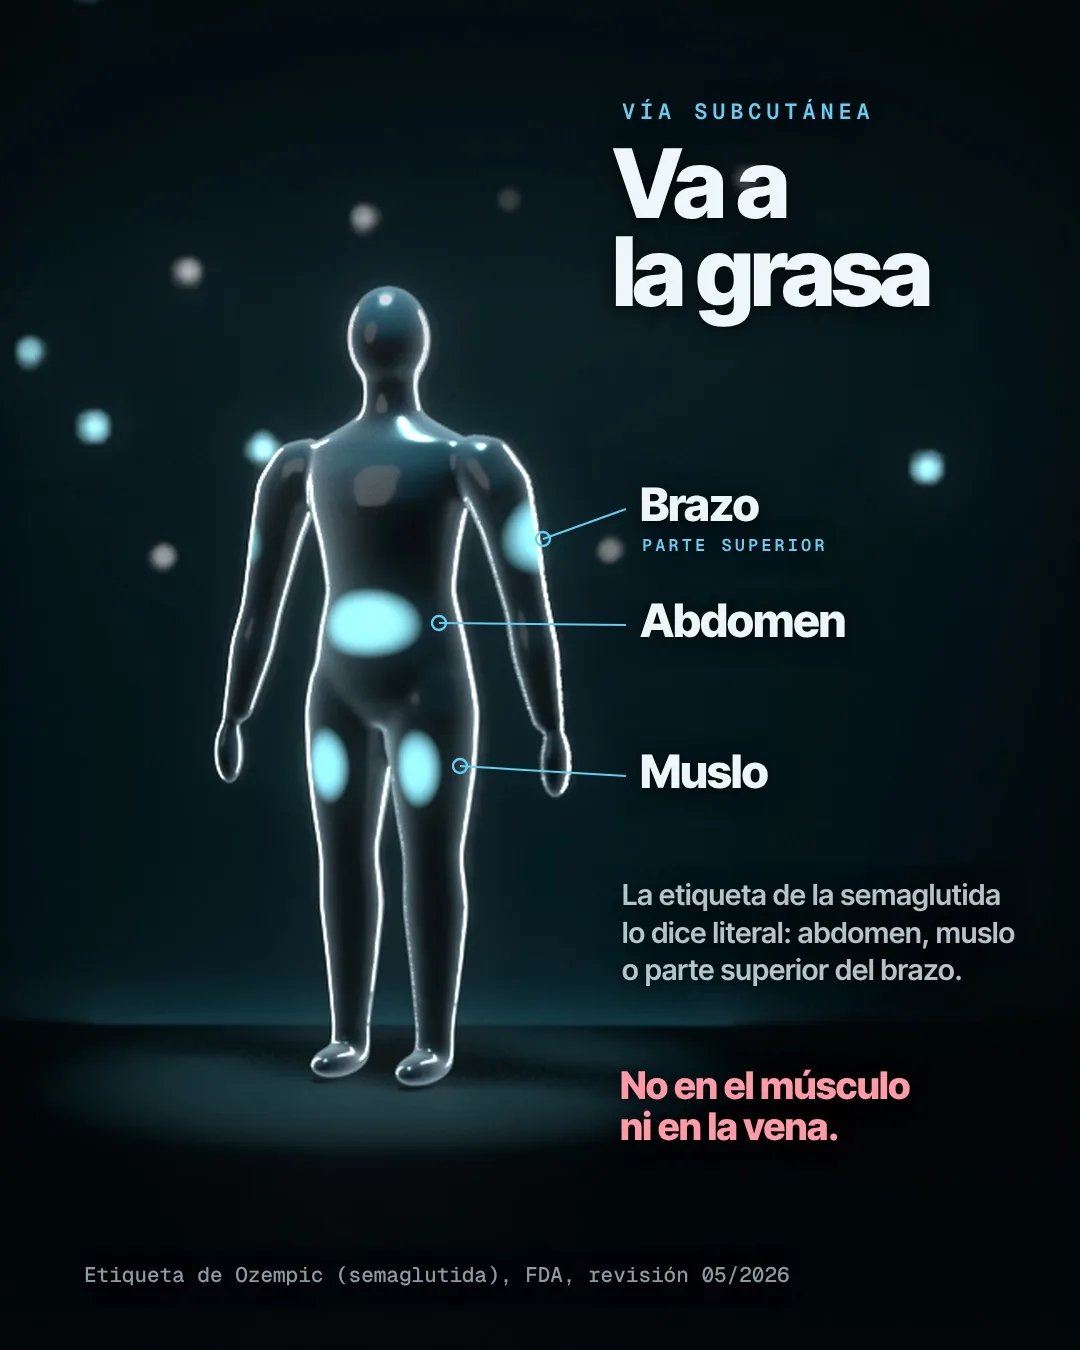 VÍA SUBCUTÁNEA
Va a
la grasa
Brazo
PARTE SUPERIOR
Abdomen
Muslo
La etiqueta de la semaglutida
lo dice literal: abdomen, muslo
o parte superior del brazo.
No en el músculo
ni en la vena.
Etiqueta de Ozempic (semaglutida), FDA, revisión 05/2026